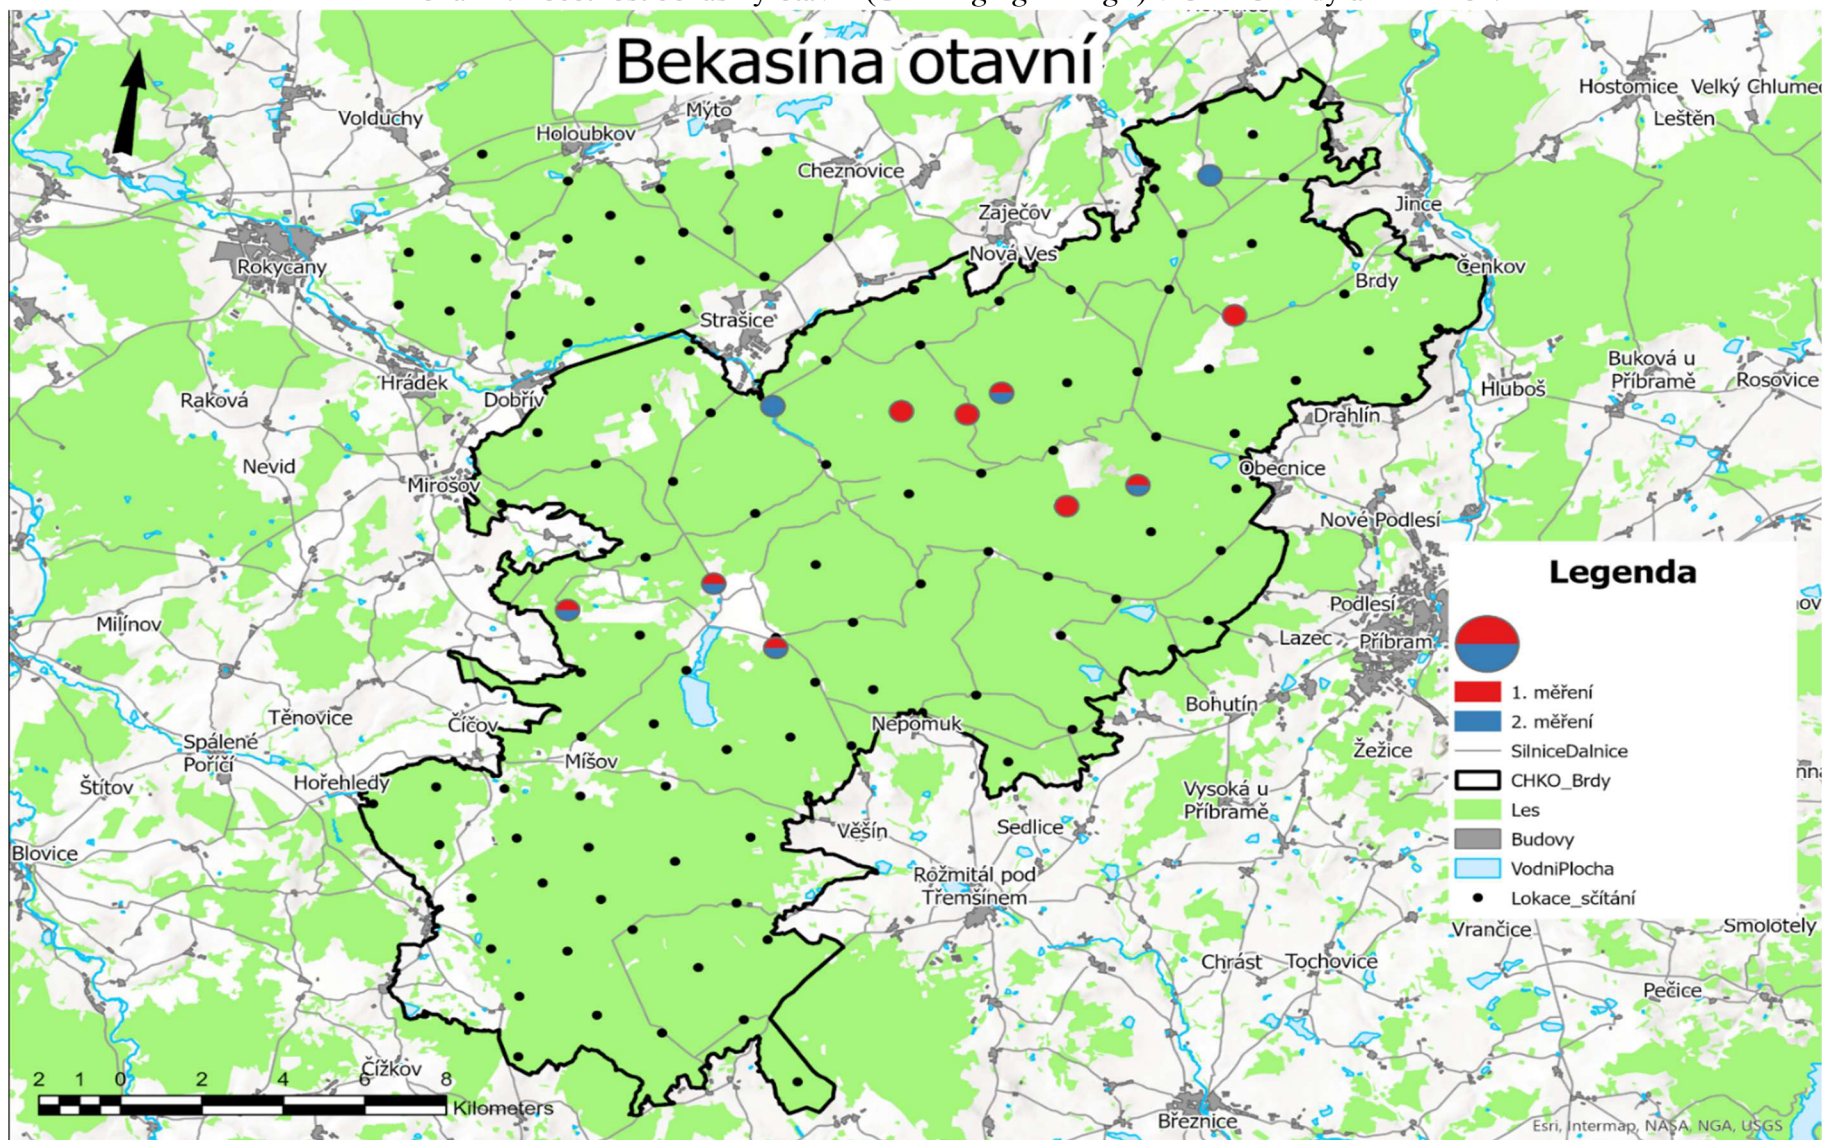 Bekasína otavní
Hostomice
Velký Chlumec
Leštěn
Volduchy
Holoubkov
Mýto
Cheznovice
Zaječov
Nová Ves
Jince
Čenkov
Brdy
Rokycany
Strašice
Hrádek
Dobřív
Raková
Nevid
Mirošov
Buková u
Příbramě
Rosovice
Hluboš
Drahlín
Obecnice
Nové Podlesí
Podlesí
Lazec
Příbram
Milínov
Těnovice
Číčov
Spálené
Poříčí
Štítov
Hořehledy
Míšov
Nepomuk
Bohutín
Žežice
Vysoká u
Příbramě
Blovice
Věšín
Sedlice
Rožmitál pod
Třemšínem
Vrančice
Smolotely
Chrást
Tochovice
Pečice
Čížkov
Březnice
Legenda
1. měření
2. měření
SilniceDalnice
CHKO_Brdy
Les
Budovy
VodniPlocha
Lokace_sčítání
2 1 0 2 4 6 8
Kilometers
Esri, Intermap, NASA, NGA, USGS